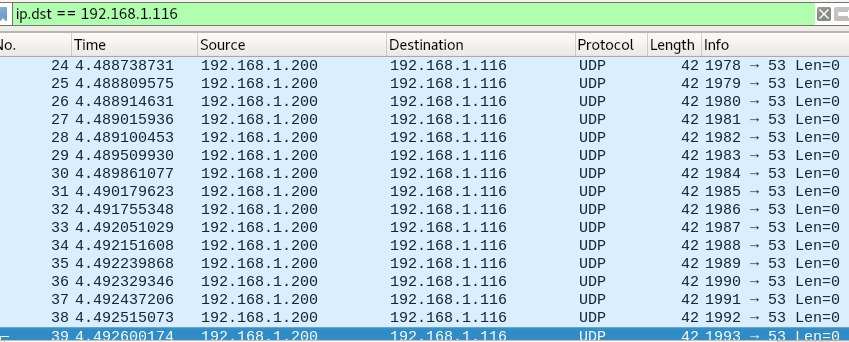 ip.dst == 192.168.1.116
No. Time Source Destination Protocol Length Info
24 4.488738731 192.168.1.200 192.168.1.116 UDP 42 1978 → 53 Len=0
25 4.488809575 192.168.1.200 192.168.1.116 UDP 42 1979 → 53 Len=0
26 4.488914631 192.168.1.200 192.168.1.116 UDP 42 1980 → 53 Len=0
27 4.489015936 192.168.1.200 192.168.1.116 UDP 42 1981 → 53 Len=0
28 4.489100453 192.168.1.200 192.168.1.116 UDP 42 1982 → 53 Len=0
29 4.489509930 192.168.1.200 192.168.1.116 UDP 42 1983 → 53 Len=0
30 4.489861077 192.168.1.200 192.168.1.116 UDP 42 1984 → 53 Len=0
31 4.490179623 192.168.1.200 192.168.1.116 UDP 42 1985 → 53 Len=0
32 4.491755348 192.168.1.200 192.168.1.116 UDP 42 1986 → 53 Len=0
33 4.492051029 192.168.1.200 192.168.1.116 UDP 42 1987 → 53 Len=0
34 4.492151608 192.168.1.200 192.168.1.116 UDP 42 1988 → 53 Len=0
35 4.492239868 192.168.1.200 192.168.1.116 UDP 42 1989 → 53 Len=0
36 4.492329346 192.168.1.200 192.168.1.116 UDP 42 1990 → 53 Len=0
37 4.492437206 192.168.1.200 192.168.1.116 UDP 42 1991 → 53 Len=0
38 4.492515073 192.168.1.200 192.168.1.116 UDP 42 1992 → 53 Len=0
39 4.492600174 192.168.1.200 192.168.1.116 UDP 42 1993 → 53 Len=0